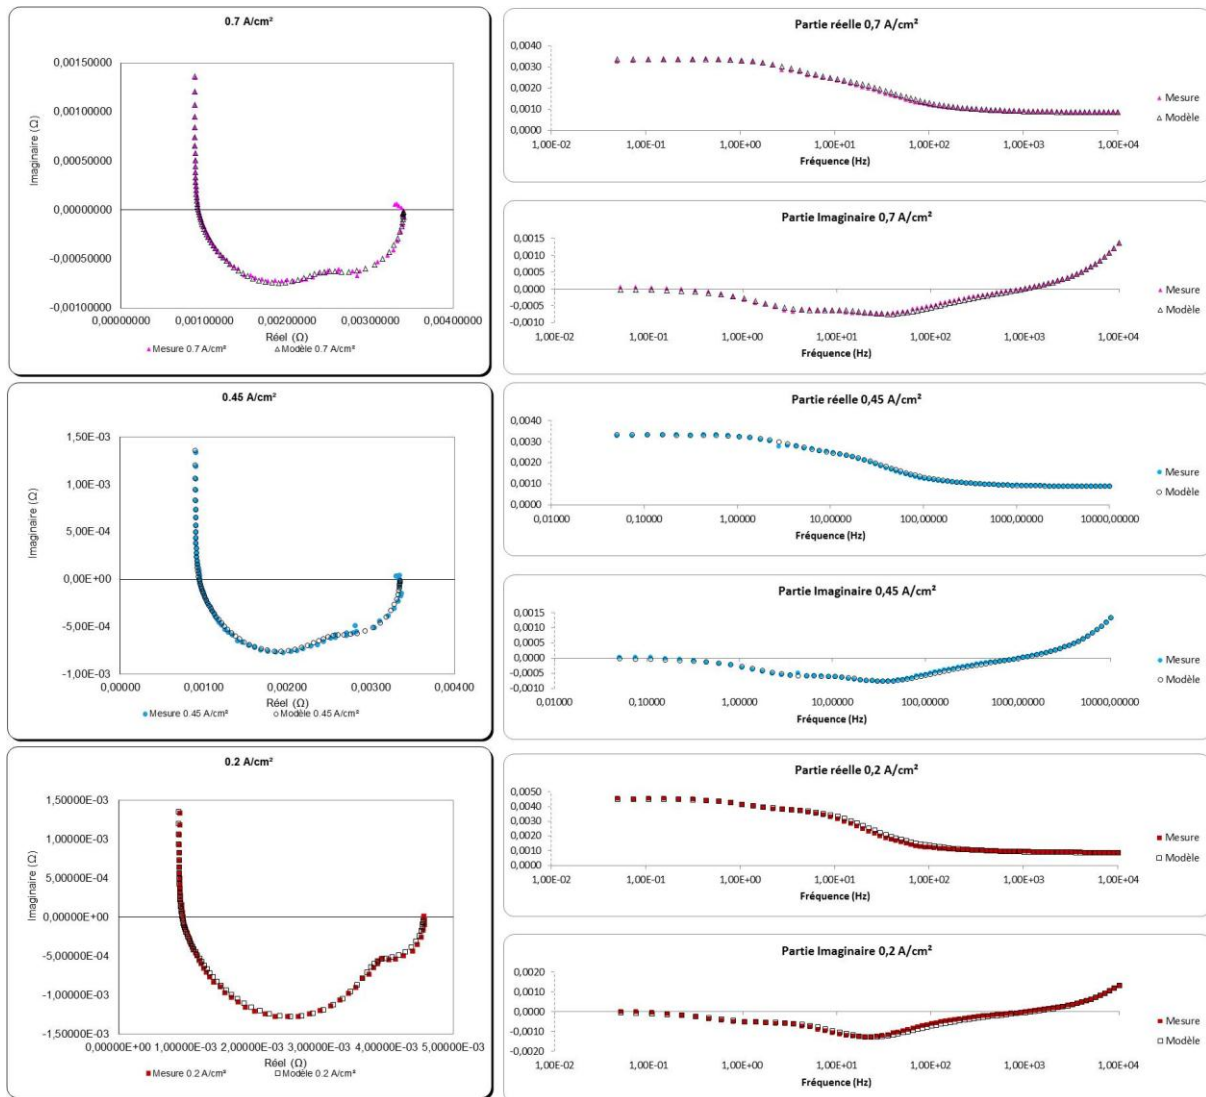 0.7 A/cm²
0,00150000
0,00100000
0,00050000
0,00000000
-0,00050000
-0,00100000
Imaginaire (Ω)
0,00000000 0,00100000 0,00200000 0,00300000 0,00400000
Réel (Ω)
Mesure 0.7 A/cm² Modèle 0.7 A/cm²
Partie réelle 0,7 A/cm²
0,0040
0,0030
0,0020
0,0010
0,0000
1,00E-02 1,00E-01 1,00E+00 1,00E+01 1,00E+02 1,00E+03 1,00E+04
Fréquence (Hz)
Mesure
Modèle
Partie Imaginaire 0,7 A/cm²
0,0015
0,0010
0,0005
0,0000
-0,0005
-0,0010
1,00E-02 1,00E-01 1,00E+00 1,00E+01 1,00E+02 1,00E+03 1,00E+04
Fréquence (Hz)
Mesure
Modèle
0.45 A/cm²
1,50E-03
1,00E-03
5,00E-04
0,00E+00
-5,00E-04
-1,00E-03
Imaginaire (Ω)
0,00000 0,00100 0,00200 0,00300 0,00400
Réel (Ω)
Mesure 0.45 A/cm² Modèle 0.45 A/cm²
Partie réelle 0,45 A/cm²
0,0040
0,0030
0,0020
0,0010
0,0000
0,01000 0,10000 1,00000 10,00000 100,00000 1000,00000 10000,00000
Fréquence (Hz)
Mesure
Modèle
Partie Imaginaire 0,45 A/cm²
0,0015
0,0010
0,0005
0,0000
-0,0005
-0,0010
0,01000 0,10000 1,00000 10,00000 100,00000 1000,00000 10000,00000
Fréquence (Hz)
Mesure
Modèle
0.2 A/cm²
1,50000E-03
1,00000E-03
5,00000E-04
0,00000E+00
-5,00000E-04
-1,00000E-03
-1,50000E-03
Imaginaire (Ω)
0,00000E+00 1,00000E-03 2,00000E-03 3,00000E-03 4,00000E-03 5,00000E-03
Réel (Ω)
Mesure 0.2 A/cm² Modèle 0.2 A/cm²
Partie réelle 0,2 A/cm²
0,0050
0,0040
0,0030
0,0020
0,0010
0,0000
1,00E-02 1,00E-01 1,00E+00 1,00E+01 1,00E+02 1,00E+03 1,00E+04
Fréquence (Hz)
Mesure
Modèle
Partie Imaginaire 0,2 A/cm²
0,0020
0,0010
0,0000
-0,0010
-0,0020
1,00E-02 1,00E-01 1,00E+00 1,00E+01 1,00E+02 1,00E+03 1,00E+04
Fréquence (Hz)
Mesure
Modèle